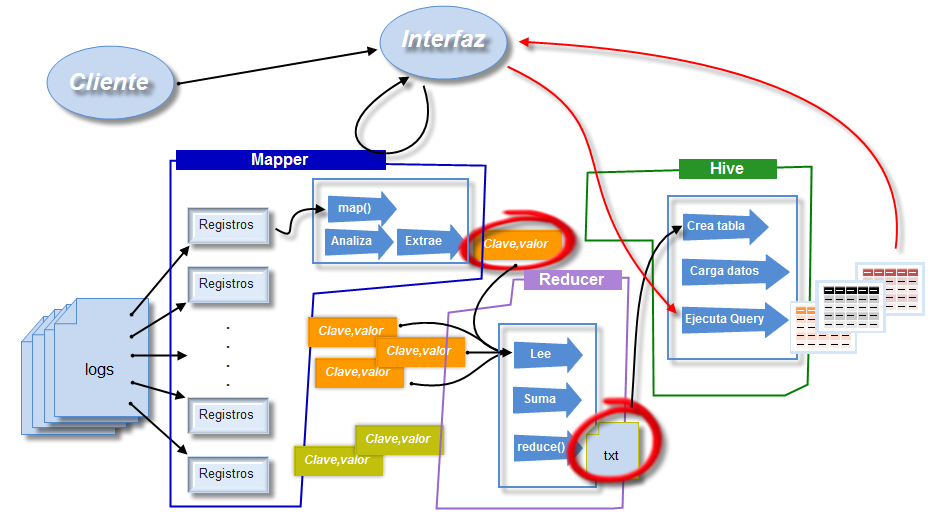 Interfaz
Cliente
Mapper
Hive
Registros
map()
Analiza
Extrae
Clave,valor
Crea tabla
Carga datos
Ejecuta Query
Registros
Reducer
logs
.
.
.
.
Clave,valor
Clave,valor
Clave,valor
Lee
Suma
reduce()
txt
Registros
Clave,valor
Clave,valor
Registros